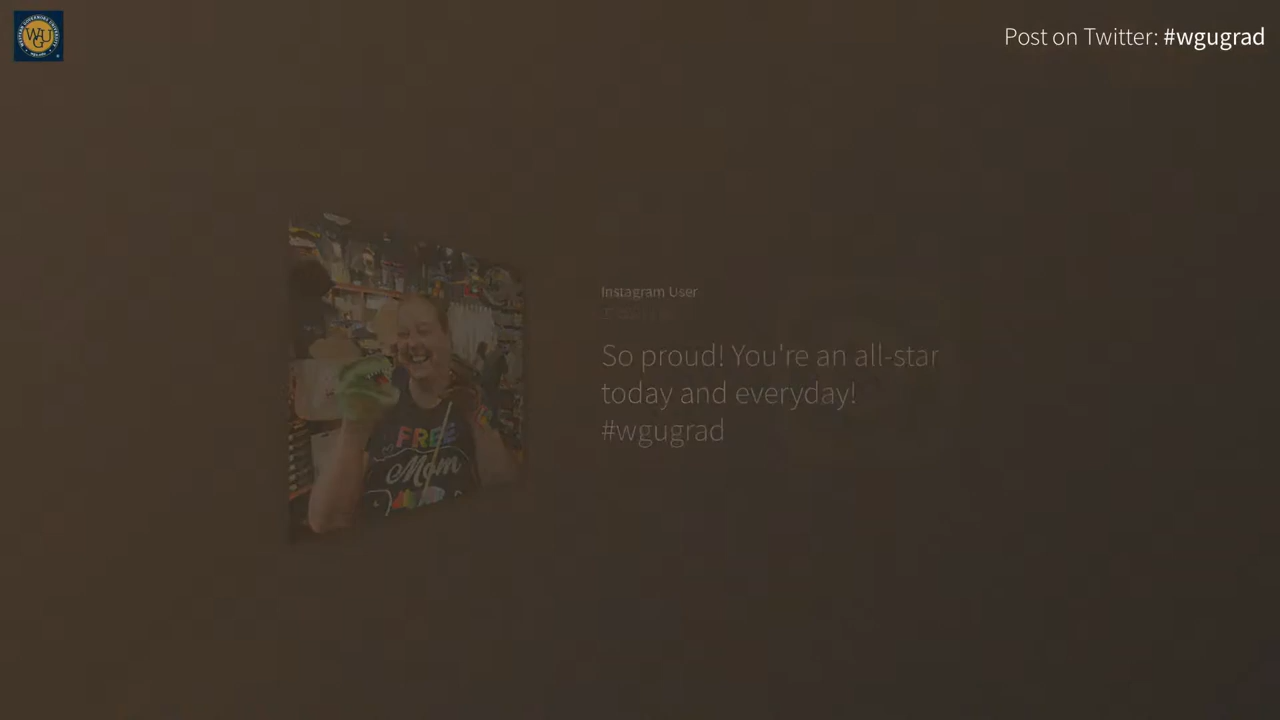 WGU
Post on Twitter: #wgugrad
Instagram User
So proud! You're an all-star
today and everyday!
#wgugrad
FREE
Mom